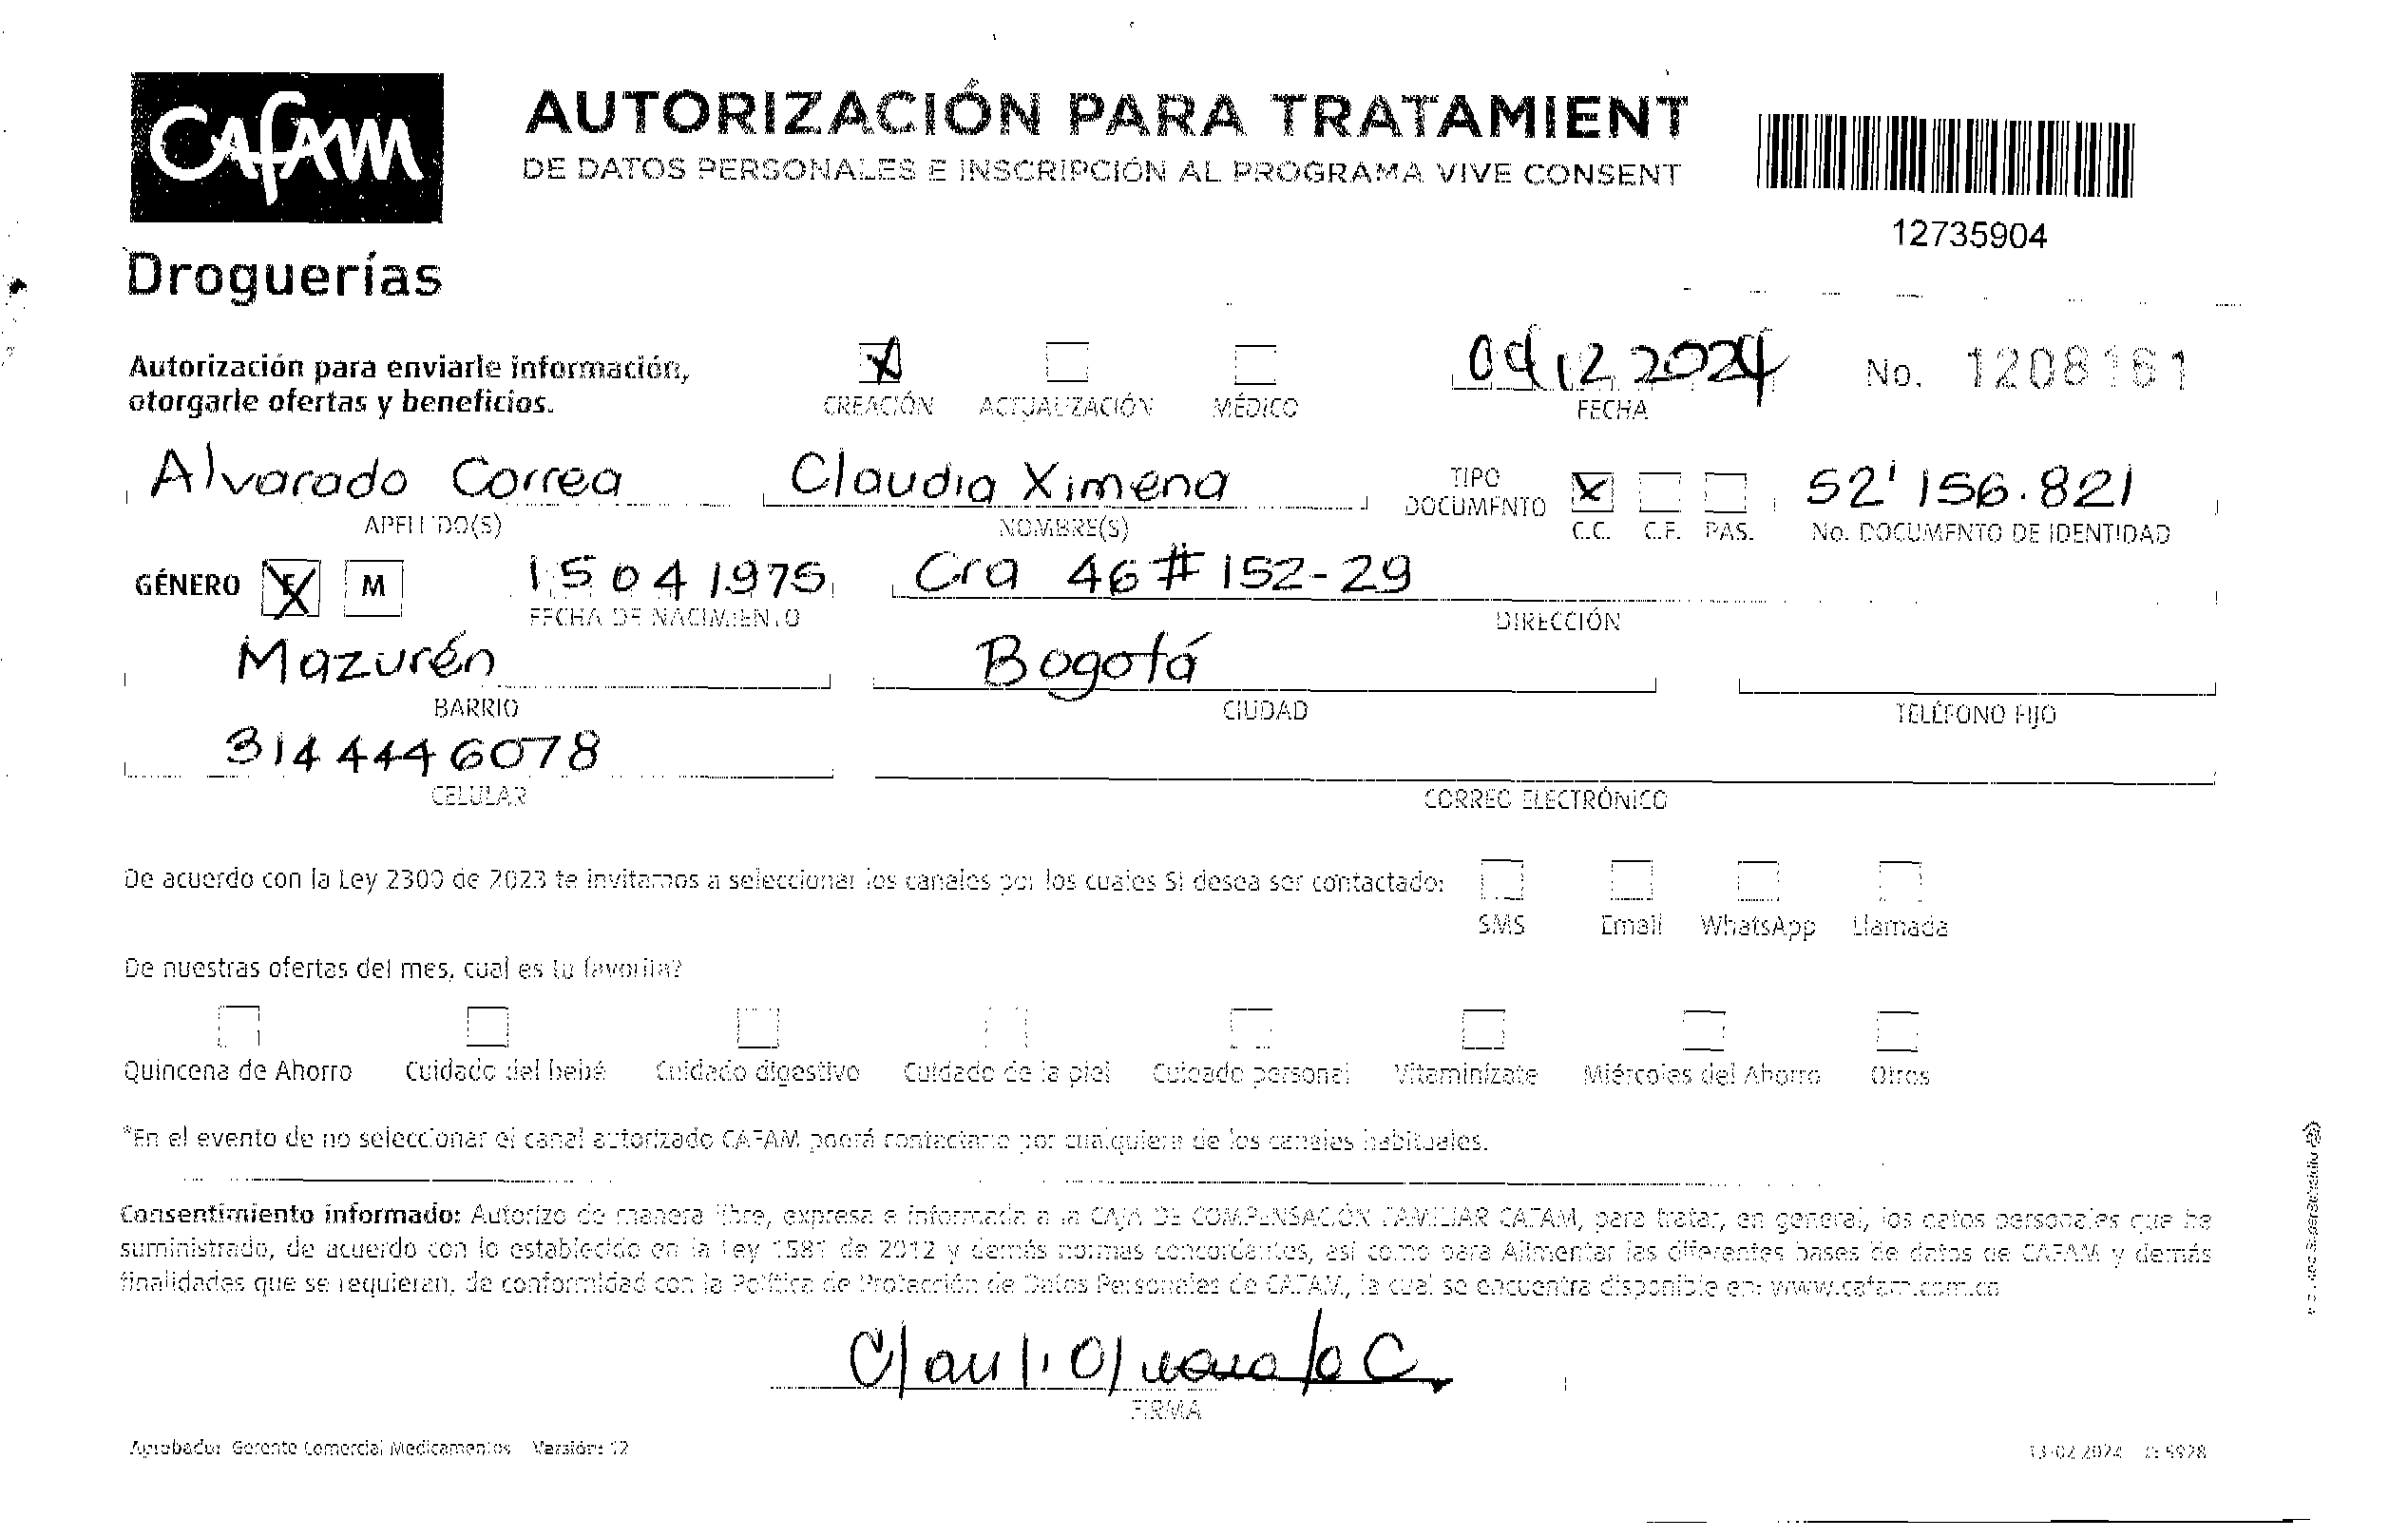 CAFAM
AUTORIZACIÓN PARA TRATAMIENT
DE DATOS PERSONALES E INSCRIPCIÓN AL PROGRAMA VIVE CONSENT
12735904
Droguerías
Autorización para enviarle información,
otorgarle ofertas y beneficios.
CREACIÓN ACTUALIZACIÓN MÉDICO
09 12 2024
FECHA
No. 1208161
Alvarado Correa
APELLIDO(S)
Claudia Ximena
NOMBRE(S)
TIPO
DOCUMENTO
C.C. C.E. PAS.
52'156.821
No. DOCUMENTO DE IDENTIDAD
GÉNERO F M
15 04 1975
FECHA DE NACIMIENTO
Cra 46 # 152-29
DIRECCIÓN
Mazurén
BARRIO
Bogotá
CIUDAD
TELÉFONO FIJO
314 444 6078
CELULAR
CORREO ELECTRÓNICO
De acuerdo con la Ley 2300 de 2023 te invitamos a seleccionar los canales por los cuales SI desea ser contactado:
SMS Email WhatsApp Llamada
De nuestras ofertas del mes, cual es tu favorita?
Quincena de Ahorro Cuidado del bebé Cuidado digestivo Cuidado de la piel Cuidado personal Vitaminízate Miércoles del Ahorro Otros
*En el evento de no seleccionar el canal autorizado CAFAM podrá contactarlo por cualquiera de los canales habituales.
Consentimiento informado: Autorizo de manera libre, expresa e informada a la CAJA DE COMPENSACIÓN FAMILIAR CAFAM, para tratar, en general, los datos personales que he
suministrado, de acuerdo con lo establecido en la Ley 1581 de 2012 y demás normas concordantes, así como para Alimentar las diferentes bases de datos de CAFAM y demás
finalidades que se requieran, de conformidad con la Política de Protección de Datos Personales de CAFAM, la cual se encuentra disponible en: www.cafam.com.co
FIRMA
Aprobador Gerente Comercial Medicamentos Versión: 12
13-02-2024